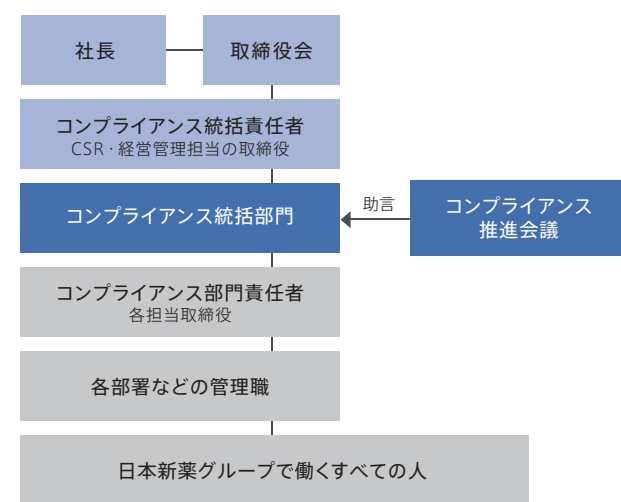 社長
取締役会
コンプライアンス統括責任者
CSR・経営管理担当の取締役
コンプライアンス統括部門
助言
コンプライアンス
推進会議
コンプライアンス部門責任者
各担当取締役
各部署などの管理職
日本新薬グループで働くすべての人